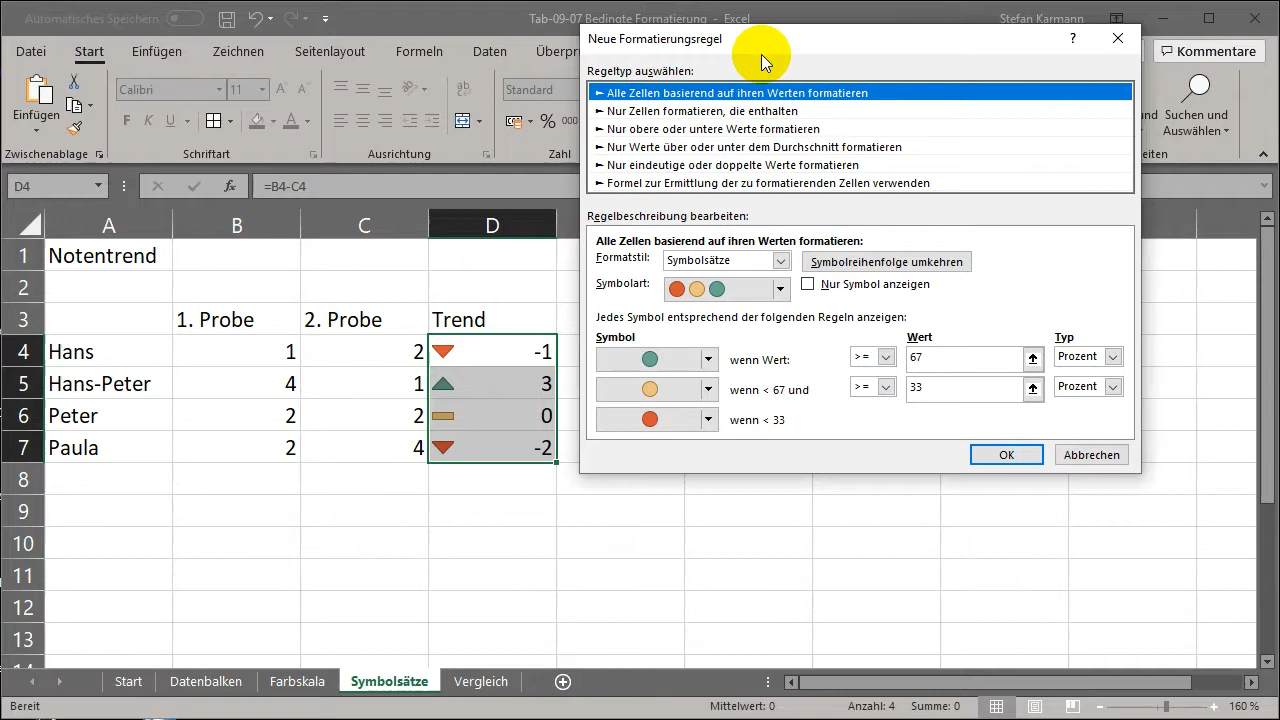 Automatisches Speichern
Tab-09-07 Bedingte Formatierung - Excel
Stefan Karmann
Datei Start Einfügen Zeichnen Seitenlayout Formeln Daten Überpr
Kommentare
Einfügen
Calibri 11
Standard
% 000
Suchen und
Auswählen
Zwischenablage Schriftart Ausrichtung eiten
D4 fx =B4-C4
Neue Formatierungsregel ?
Regeltyp auswählen:
► Alle Zellen basierend auf ihren Werten formatieren
► Nur Zellen formatieren, die enthalten
► Nur obere oder untere Werte formatieren
► Nur Werte über oder unter dem Durchschnitt formatieren
► Nur eindeutige oder doppelte Werte formatieren
► Formel zur Ermittlung der zu formatierenden Zellen verwenden
Regelbeschreibung bearbeiten:
Alle Zellen basierend auf ihren Werten formatieren:
Formatstil: Symbolsätze Symbolreihenfolge umkehren
Symbolart: Nur Symbol anzeigen
Jedes Symbol entsprechend der folgenden Regeln anzeigen:
Symbol Wert Typ
wenn Wert: >= 67 Prozent
wenn < 67 und >= 33 Prozent
wenn < 33
OK Abbrechen
A B C D
1 Notentrend
2
3 1. Probe 2. Probe Trend
4 Hans 1 2 -1
5 Hans-Peter 4 1 3
6 Peter 2 2 0
7 Paula 2 4 -2
8
9
10
11
12
13
14
Start Datenbalken Farbskala Symbolsätze Vergleich
Bereit Mittelwert: 0 Anzahl: 4 Summe: 0 160 %